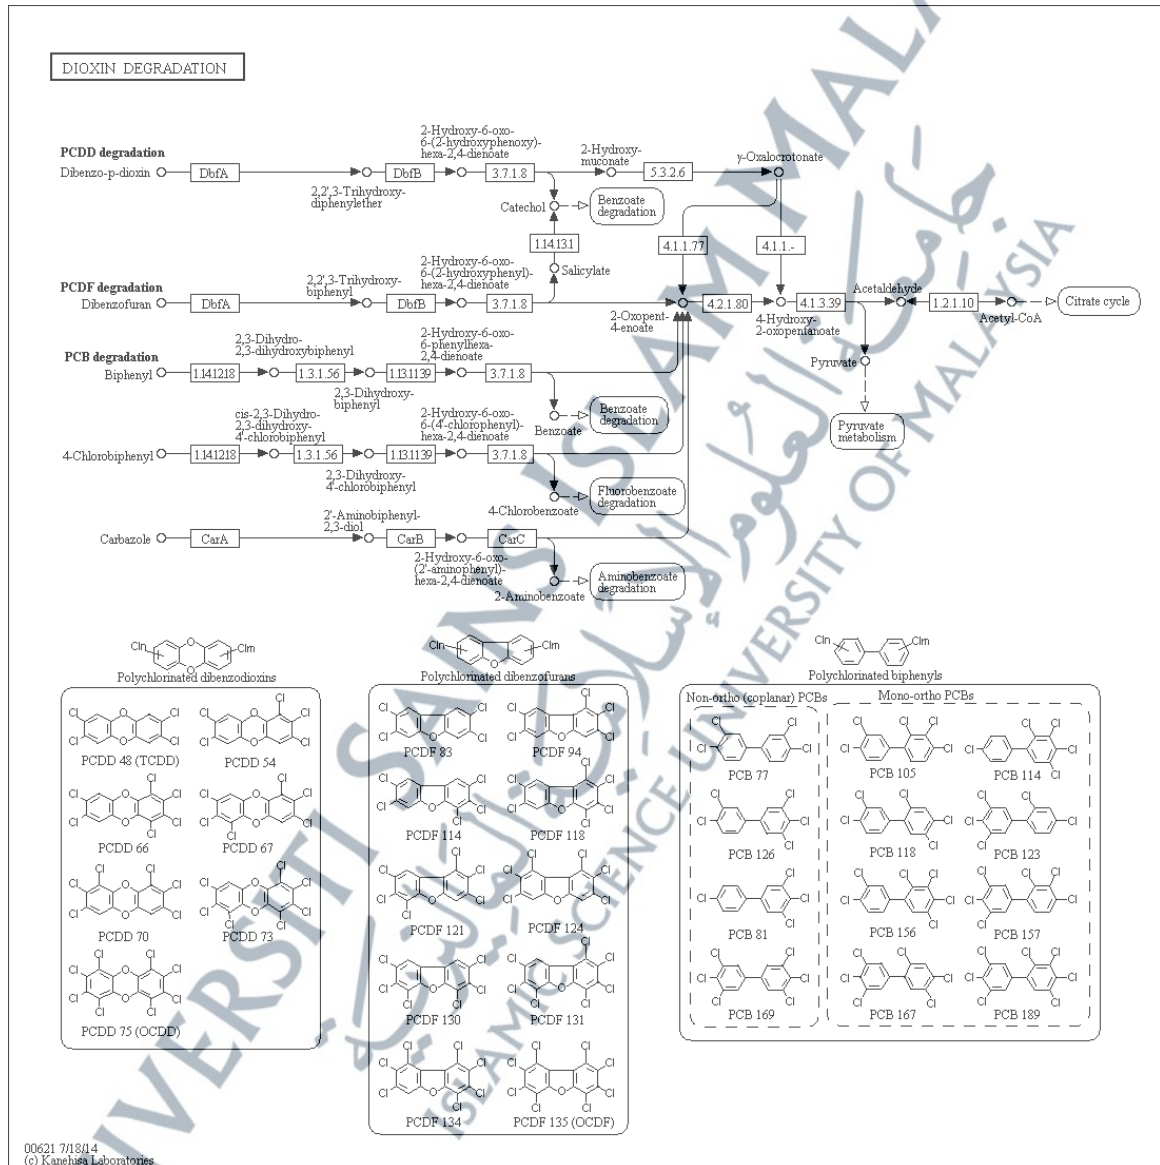 DIOXIN DEGRADATION
PCDD degradation
Dibenzo-p-dioxin
DbfA
2,2',3-Trihydroxy-
diphenylether
DbfB
2-Hydroxy-6-oxo-
6-(2-hydroxyphenoxy)-
hexa-2,4-dienoate
3.7.1.8
2-Hydroxy-
muconate
5.3.2.6
γ-Oxalocrotonate
Catechol
Benzoate
degradation
1.14.13.1
Salicylate
4.1.1.77
4.1.1.-
PCDF degradation
Dibenzofuran
DbfA
2,2',3-Trihydroxy-
biphenyl
DbfB
2-Hydroxy-6-oxo-
6-(2-hydroxyphenyl)-
hexa-2,4-dienoate
3.7.1.8
2-Oxopent-
4-enoate
4.2.1.80
4-Hydroxy-
2-oxopentanoate
4.1.3.39
Acetaldehyde
1.2.1.10
Acetyl-CoA
Citrate cycle
Pyruvate
Pyruvate
metabolism
PCB degradation
Biphenyl
1.14.12.18
2,3-Dihydro-
2,3-dihydroxybiphenyl
1.3.1.56
2,3-Dihydroxy-
biphenyl
1.13.11.39
2-Hydroxy-6-oxo-
6-phenylhexa-
2,4-dienoate
3.7.1.8
Benzoate
Benzoate
degradation
4-Chlorobiphenyl
1.14.12.18
cis-2,3-Dihydro-
2,3-dihydroxy-
4'-chlorobiphenyl
1.3.1.56
2,3-Dihydroxy-
4'-chlorobiphenyl
1.13.11.39
2-Hydroxy-6-oxo-
6-(4'-chlorophenyl)-
hexa-2,4-dienoate
3.7.1.8
4-Chlorobenzoate
Fluorobenzoate
degradation
Carbazole
CarA
2'-Aminobiphenyl-
2,3-diol
CarB
2-Hydroxy-6-oxo-
(2'-aminophenyl)-
hexa-2,4-dienoate
CarC
2-Aminobenzoate
Aminobenzoate
degradation
Cln O O Clm
Polychlorinated dibenzodioxins
PCDD 48 (TCDD) PCDD 54
PCDD 66 PCDD 67
PCDD 70 PCDD 73
PCDD 75 (OCDD)
Cln O Clm
Polychlorinated dibenzofurans
PCDF 83 PCDF 94
PCDF 114 PCDF 118
PCDF 121 PCDF 124
PCDF 130 PCDF 131
PCDF 134 PCDF 135 (OCDF)
Cln Clm
Polychlorinated biphenyls
Non-ortho (coplanar) PCBs
Mono-ortho PCBs
PCB 77 PCB 105 PCB 114
PCB 126 PCB 118 PCB 123
PCB 81 PCB 156 PCB 157
PCB 169 PCB 167 PCB 189
00621 7/18/14
(c) Kanehisa Laboratories
UNIVERSITI SAINS ISLAM MALA
جامعة العلوم الإسلامية الماليزية
ISLAMIC SCIENCE UNIVERSITY OF MALAYSIA